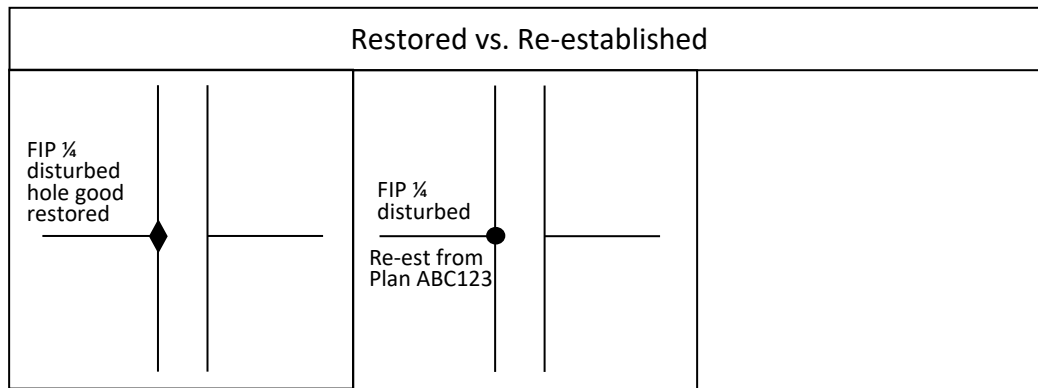 Restored vs. Re-established
FIP ¼
disturbed
hole good
restored
FIP ¼
disturbed
Re-est from
Plan ABC123